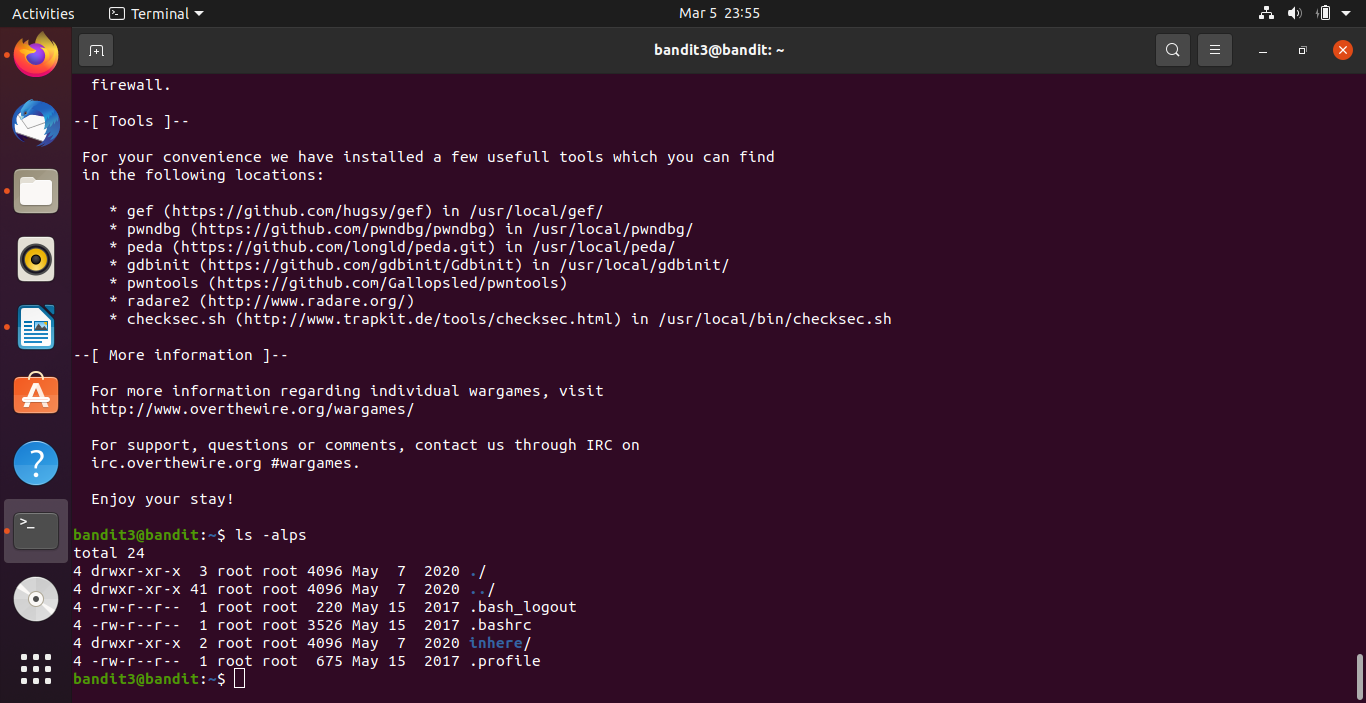 Activities Terminal Mar 5 23:55
bandit3@bandit: ~
firewall.
--[ Tools ]--
For your convenience we have installed a few usefull tools which you can find
in the following locations:
* gef (https://github.com/hugsy/gef) in /usr/local/gef/
* pwndbg (https://github.com/pwndbg/pwndbg) in /usr/local/pwndbg/
* peda (https://github.com/longld/peda.git) in /usr/local/peda/
* gdbinit (https://github.com/gdbinit/Gdbinit) in /usr/local/gdbinit/
* pwntools (https://github.com/Gallopsled/pwntools)
* radare2 (http://www.radare.org/)
* checksec.sh (http://www.trapkit.de/tools/checksec.html) in /usr/local/bin/checksec.sh
--[ More information ]--
For more information regarding individual wargames, visit
http://www.overthewire.org/wargames/
For support, questions or comments, contact us through IRC on
irc.overthewire.org #wargames.
Enjoy your stay!
bandit3@bandit:~$ ls -alps
total 24
4 drwxr-xr-x  3 root root 4096 May  7  2020 ./
4 drwxr-xr-x 41 root root 4096 May  7  2020 ../
4 -rw-r--r--  1 root root  220 May 15  2017 .bash_logout
4 -rw-r--r--  1 root root 3526 May 15  2017 .bashrc
4 drwxr-xr-x  2 root root 4096 May  7  2020 inhere/
4 -rw-r--r--  1 root root  675 May 15  2017 .profile
bandit3@bandit:~$